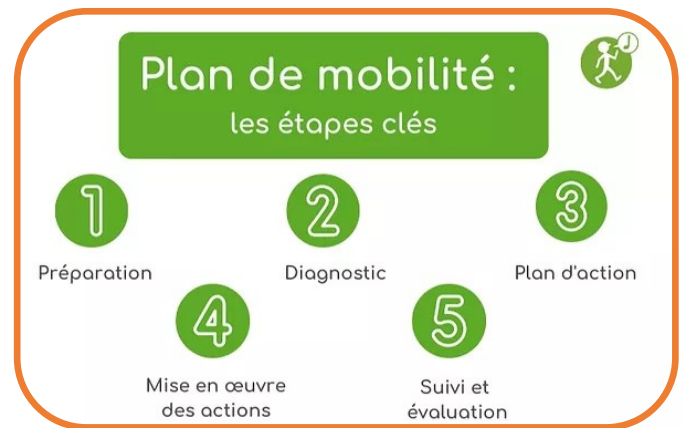 Plan de mobilité :
les étapes clés
J
1
2
3
Préparation
Diagnostic
Plan d'action
4
5
Mise en œuvre
des actions
Suivi et
évaluation